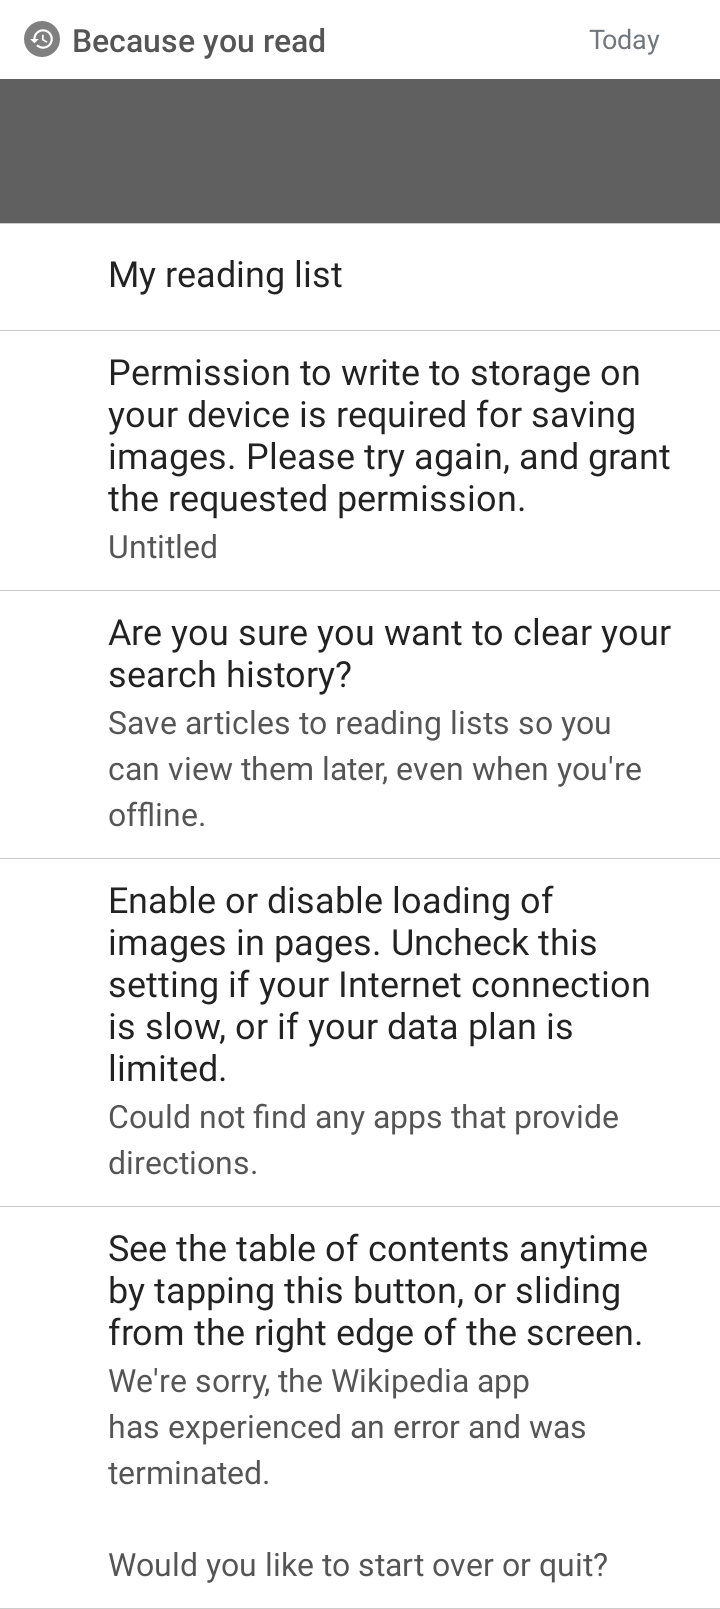 Because you read
Today
My reading list
Permission to write to storage on
your device is required for saving
images. Please try again, and grant
the requested permission.
Untitled
Are you sure you want to clear your
search history?
Save articles to reading lists so you
can view them later, even when you're
offline.
Enable or disable loading of
images in pages. Uncheck this
setting if your Internet connection
is slow, or if your data plan is
limited.
Could not find any apps that provide
directions.
See the table of contents anytime
by tapping this button, or sliding
from the right edge of the screen.
We're sorry, the Wikipedia app
has experienced an error and was
terminated.
Would you like to start over or quit?